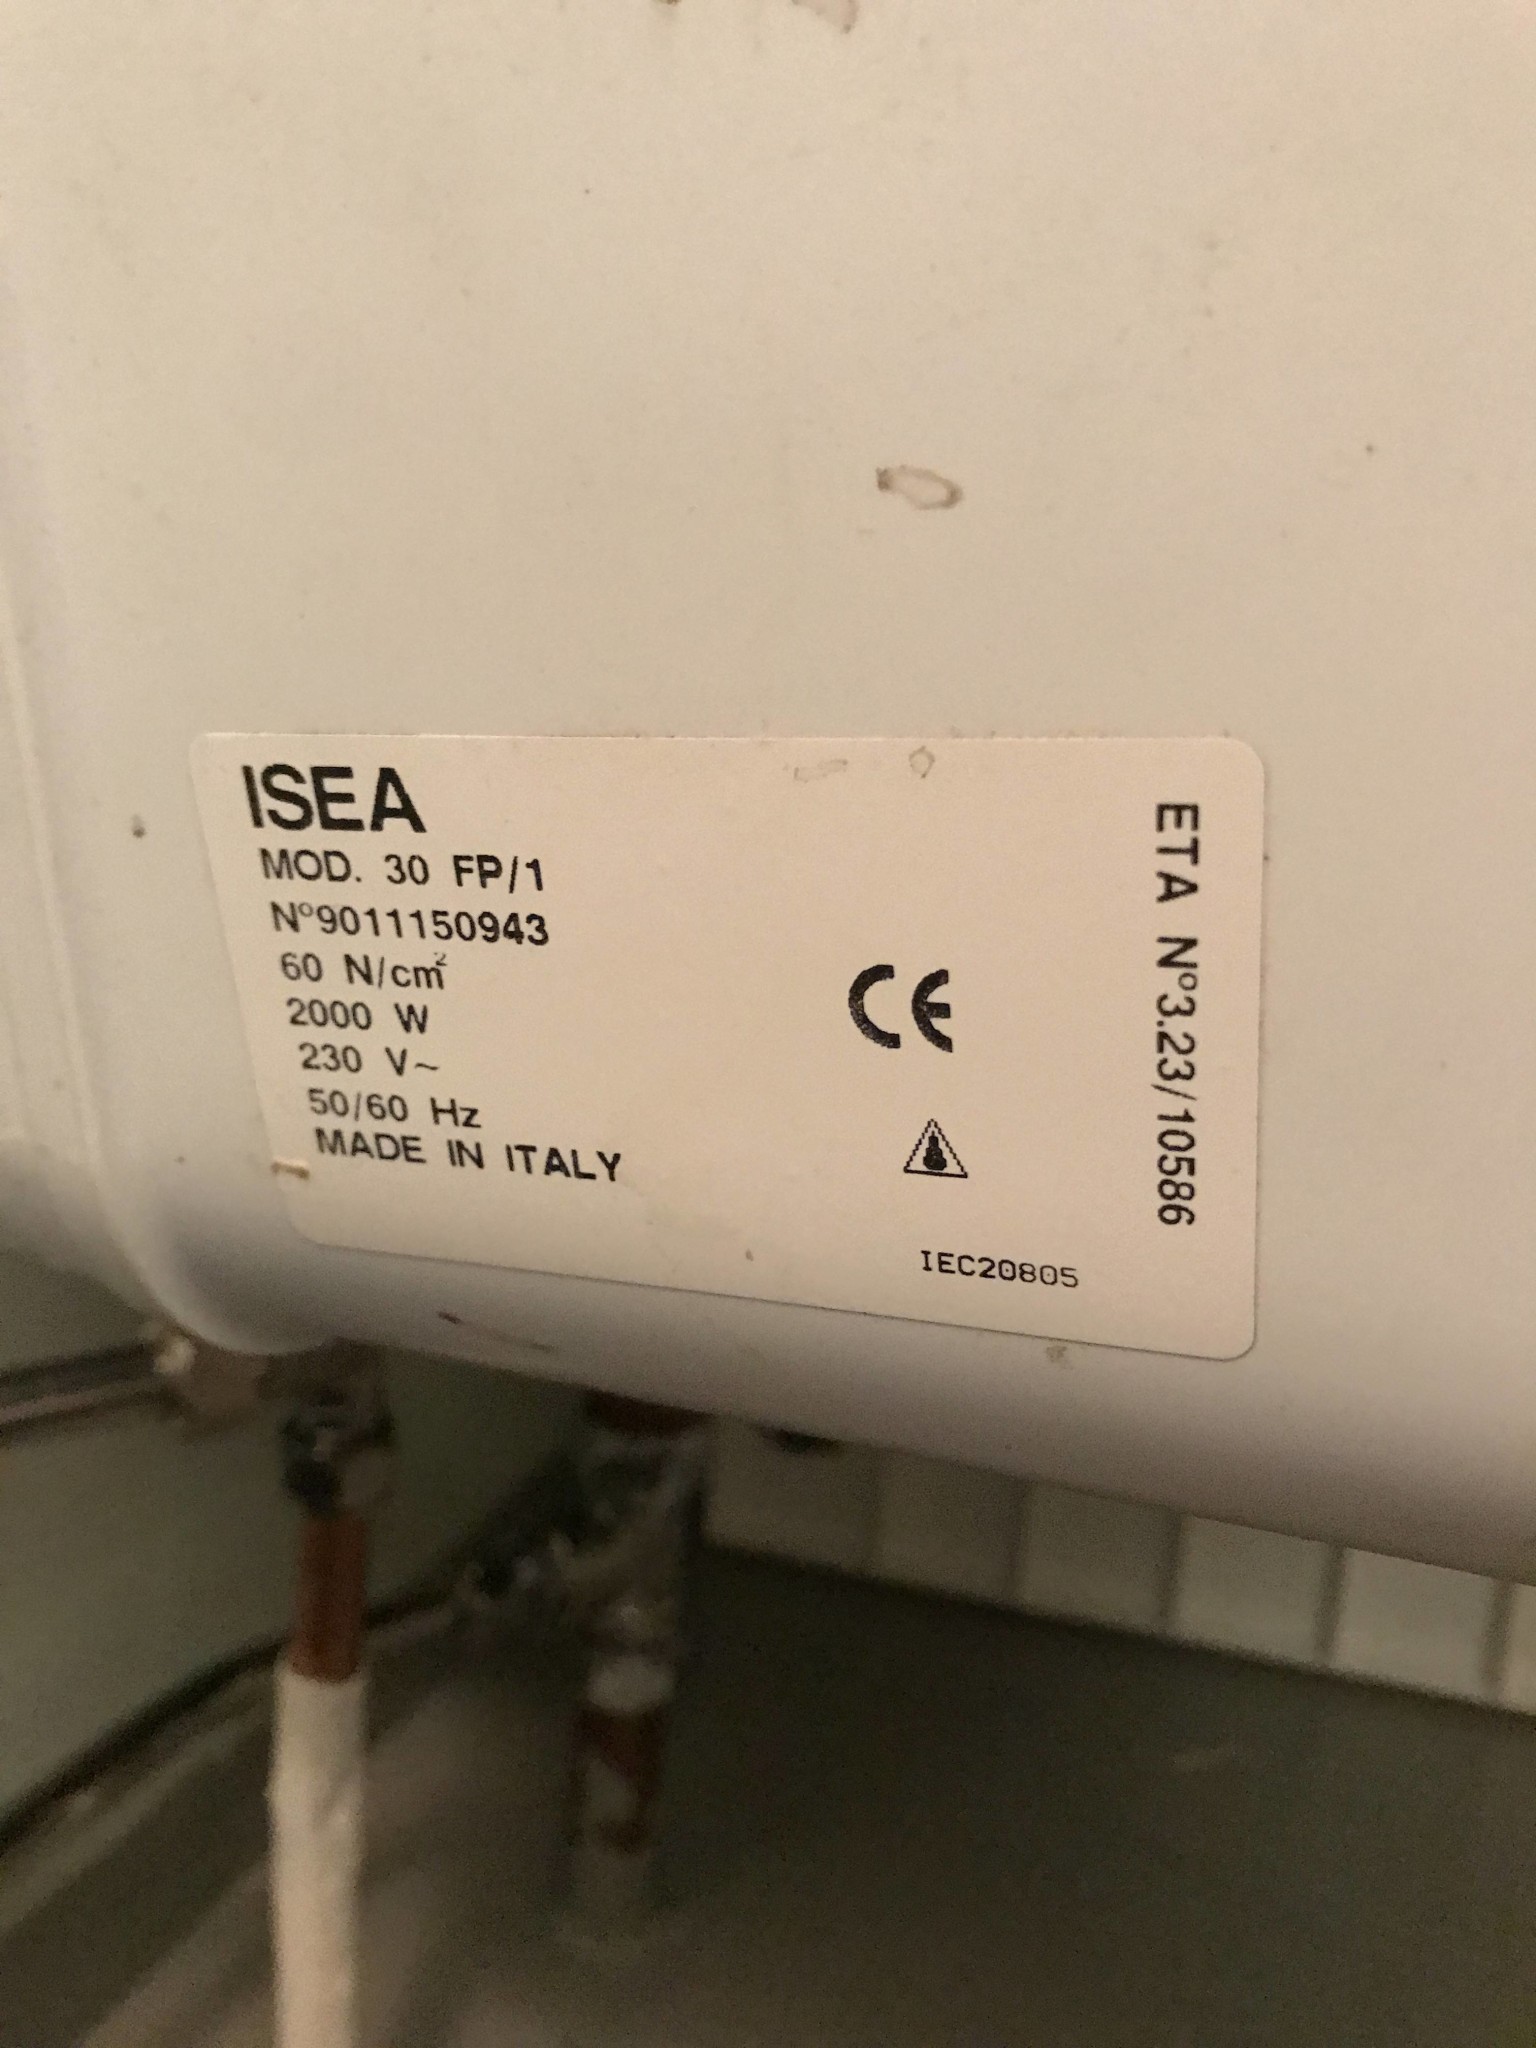 ISEA
MOD. 30 FP/1
N°9011150943
60 N/cm²
2000 W
230 V~
50/60 Hz
MADE IN ITALY
CE
IEC20805
ETA N°3.23/10586